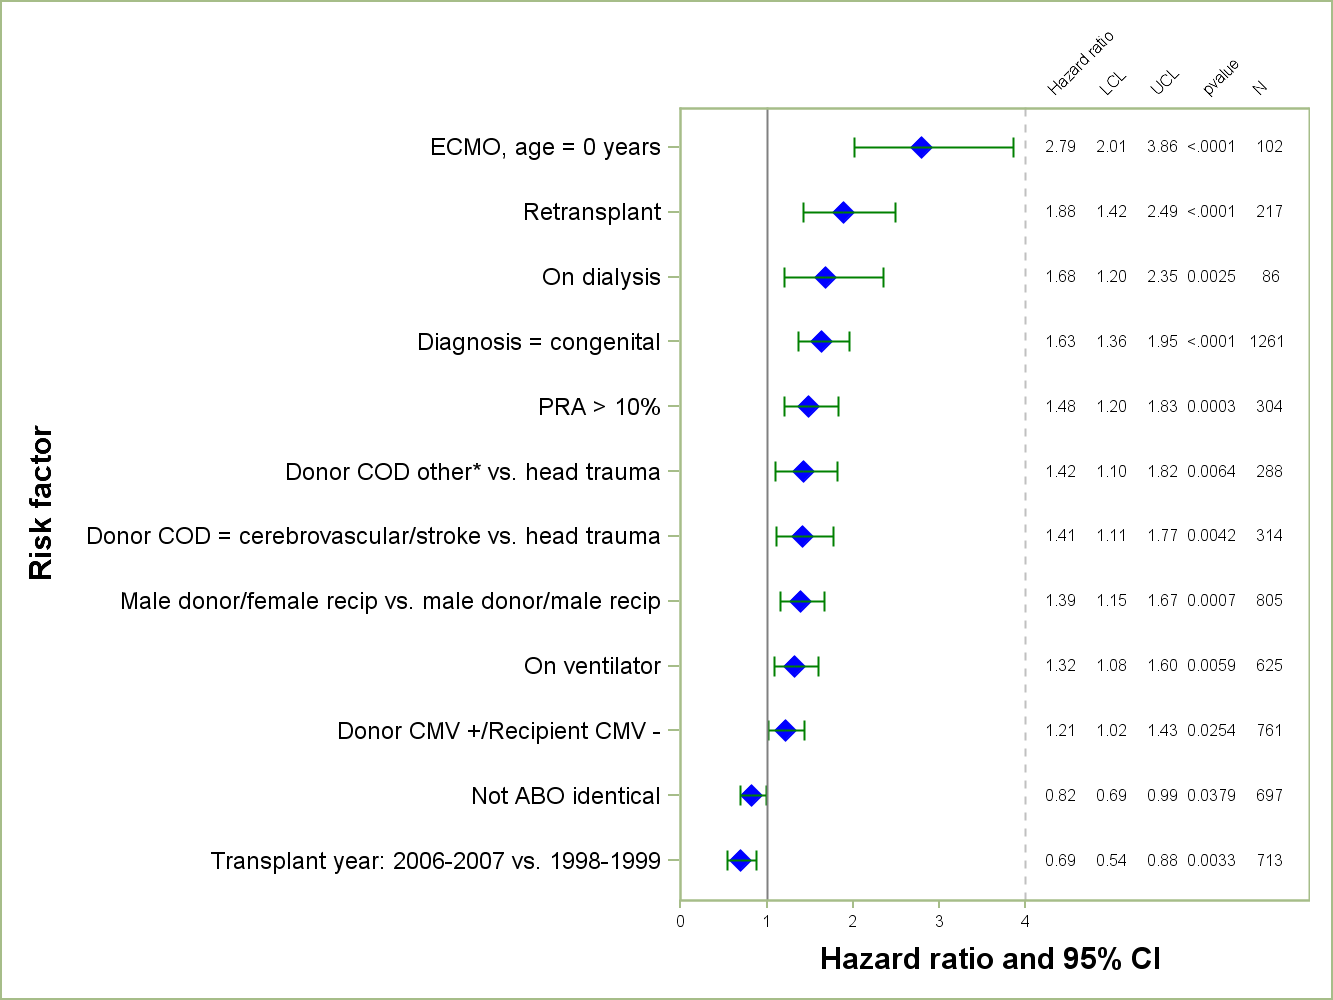 Hazard ratio LCL UCL pvalue N
ECMO, age = 0 years 2.79 2.01 3.86 <.0001 102
Retransplant 1.88 1.42 2.49 <.0001 217
On dialysis 1.68 1.20 2.35 0.0025 86
Diagnosis = congenital 1.63 1.36 1.95 <.0001 1261
PRA > 10% 1.48 1.20 1.83 0.0003 304
Donor COD other* vs. head trauma 1.42 1.10 1.82 0.0064 288
Donor COD = cerebrovascular/stroke vs. head trauma 1.41 1.11 1.77 0.0042 314
Male donor/female recip vs. male donor/male recip 1.39 1.15 1.67 0.0007 805
On ventilator 1.32 1.08 1.60 0.0059 625
Donor CMV +/Recipient CMV - 1.21 1.02 1.43 0.0254 761
Not ABO identical 0.82 0.69 0.99 0.0379 697
Transplant year: 2006-2007 vs. 1998-1999 0.69 0.54 0.88 0.0033 713
Risk factor
0 1 2 3 4
Hazard ratio and 95% CI